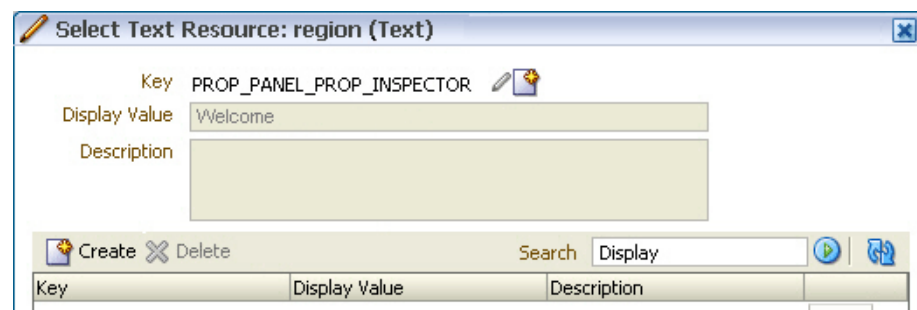 Select Text Resource: region (Text)
Key PROP_PANEL_PROP_INSPECTOR
Display Value Welcome
Description
Create Delete Search Display
Key Display Value Description